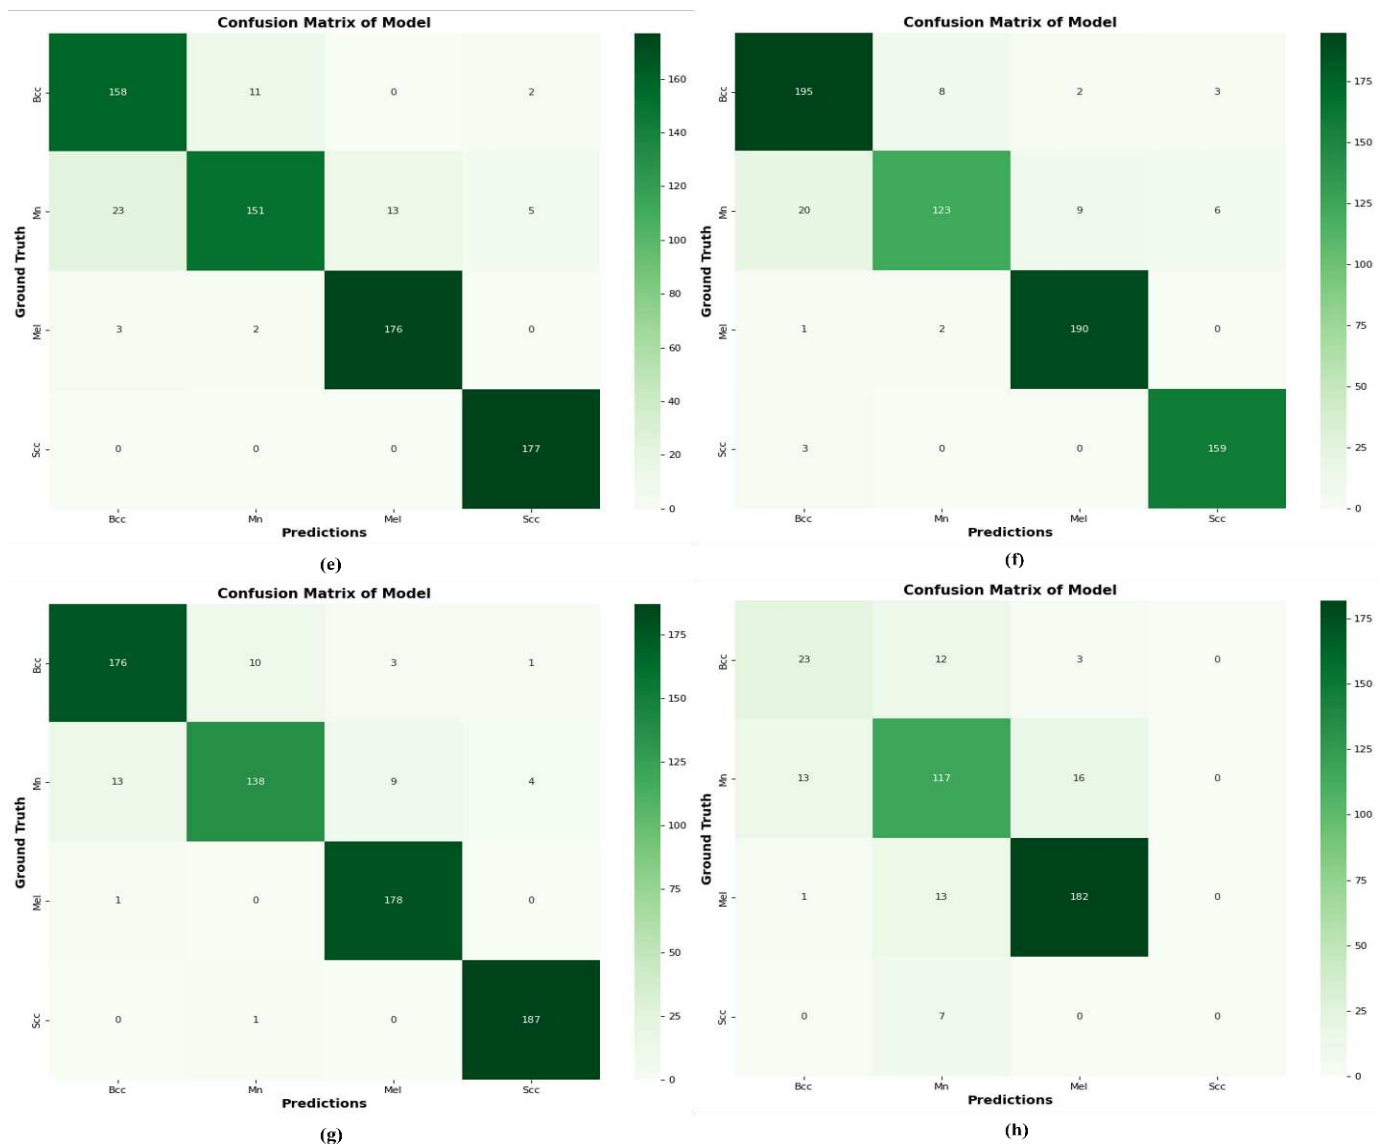 Confusion Matrix of Model
Ground Truth
Bcc 158 11 0 2
Mn 23 151 13 5
Mel 3 2 176 0
Scc 0 0 0 177
Bcc Mn Mel Scc
Predictions
160
140
120
100
80
60
40
20
0
(e)
Confusion Matrix of Model
Ground Truth
Bcc 195 8 2 3
Mn 20 123 9 6
Mel 1 2 190 0
Scc 3 0 0 159
Bcc Mn Mel Scc
Predictions
175
150
125
100
75
50
25
0
(f)
Confusion Matrix of Model
Ground Truth
Bcc 176 10 3 1
Mn 13 138 9 4
Mel 1 0 178 0
Scc 0 1 0 187
Bcc Mn Mel Scc
Predictions
175
150
125
100
75
50
25
0
(g)
Confusion Matrix of Model
Ground Truth
Bcc 23 12 3 0
Mn 13 117 16 0
Mel 1 13 182 0
Scc 0 7 0 0
Bcc Mn Mel Scc
Predictions
175
150
125
100
75
50
25
0
(h)